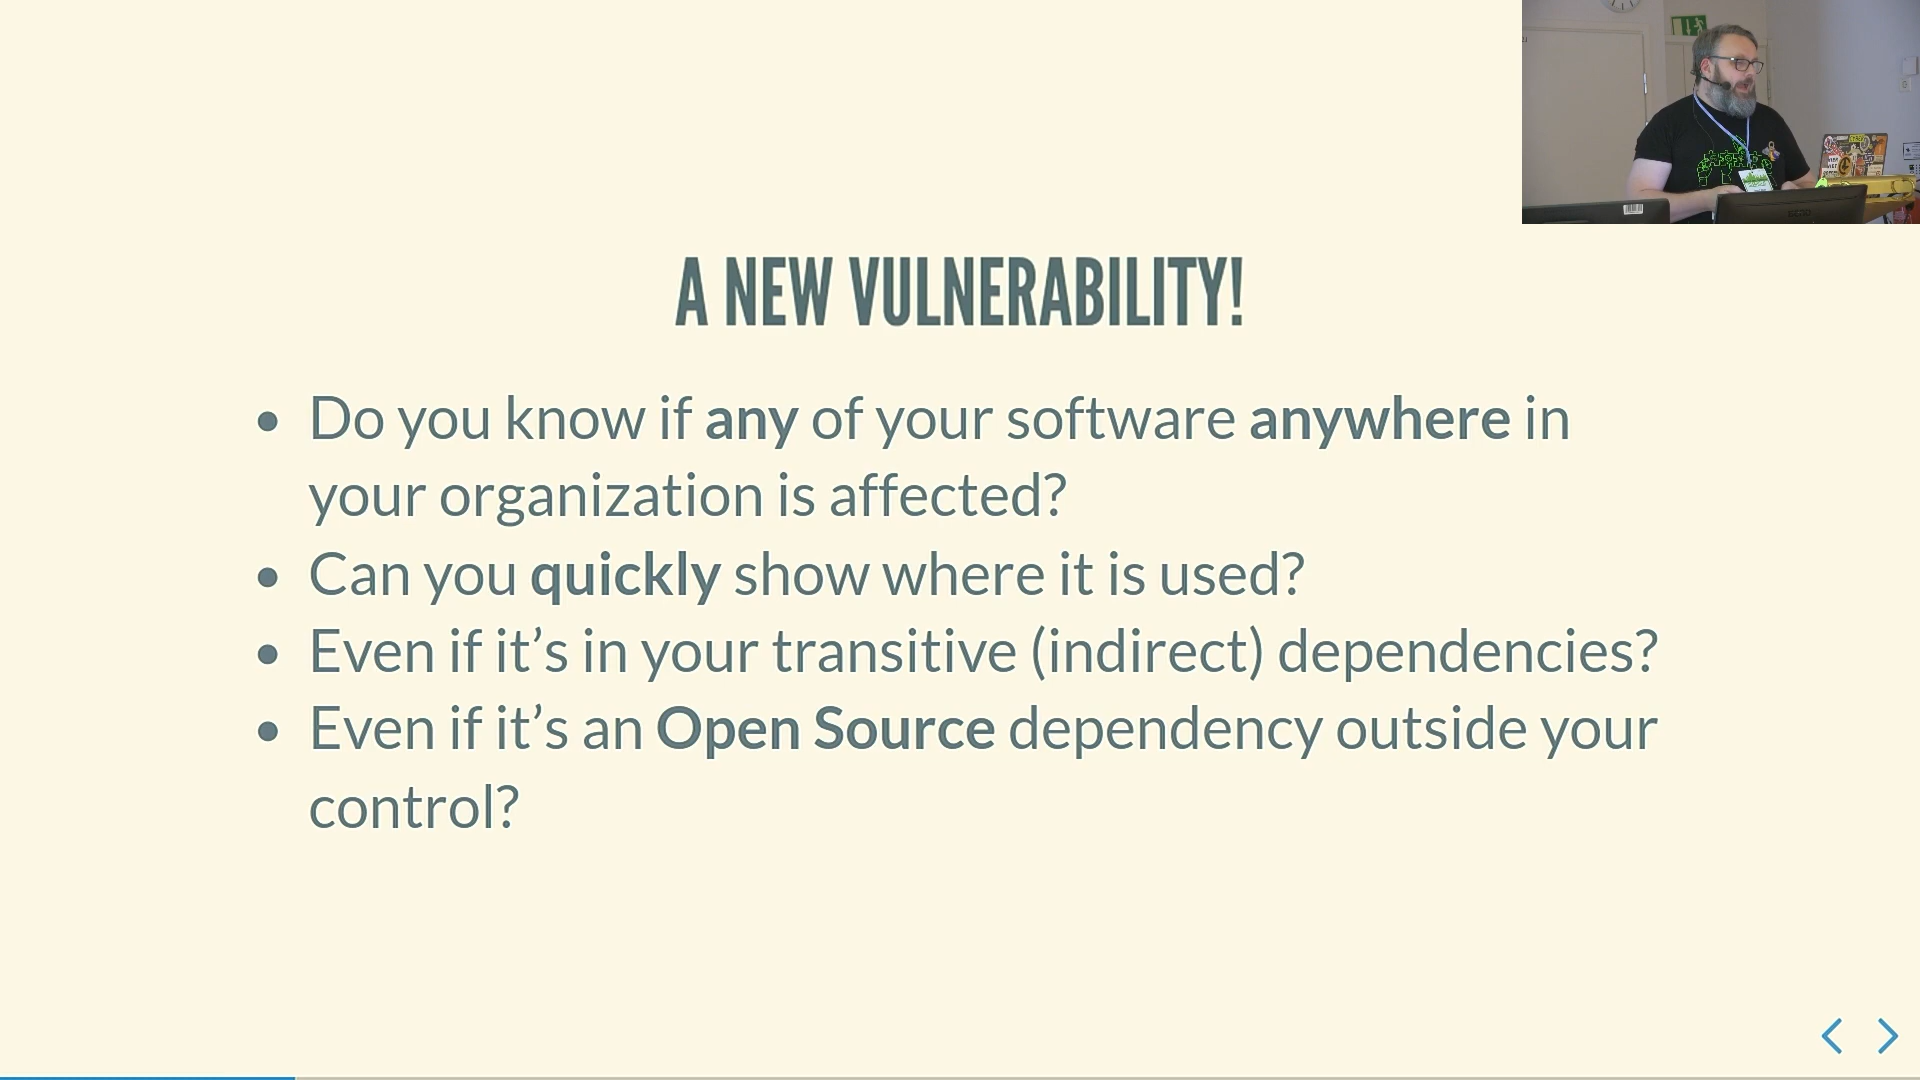 A NEW VULNERABILITY!
Do you know if any of your software anywhere in
your organization is affected?
Can you quickly show where it is used?
Even if it’s in your transitive (indirect) dependencies?
Even if it’s an Open Source dependency outside your
control?